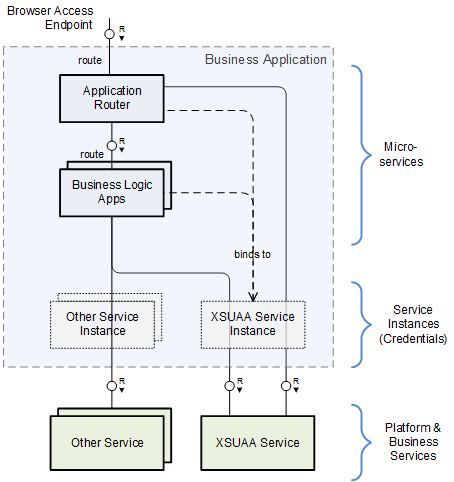 Browser Access
Endpoint
R
route
Business Application
Application
Router
R
route
Micro-
services
Business Logic
Apps
binds to
Other Service
Instance
XSUAA Service
Instance
Service
Instances
(Credentials)
R
R
R
Other Service
XSUAA Service
Platform &
Business
Services